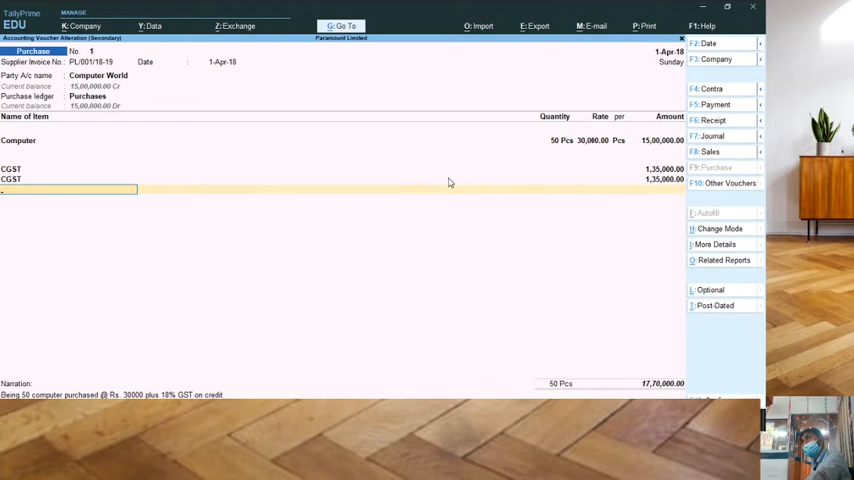 TallyPrime
EDU
MANAGE
K: Company Y: Data Z: Exchange G: Go To O: Import E: Export M: E-mail P: Print F1: Help
Accounting Voucher Alteration (Secondary) Paramount Limited
Purchase No. 1 1-Apr-18
Supplier Invoice No.: PL/001/18-19 Date : 1-Apr-18 Sunday
Party A/c name : Computer World
Current balance : 15,00,000.00 Cr
Purchase ledger : Purchases
Current balance : 15,00,000.00 Dr
Name of Item Quantity Rate per Amount
Computer 50 Pcs 30,000.00 Pcs 15,00,000.00
CGST 1,35,000.00
CGST 1,35,000.00
Narration: 50 Pcs 17,70,000.00
Being 50 computer purchased @ Rs. 30000 plus 18% GST on credit
F2: Date
F3: Company
F4: Contra
F5: Payment
F6: Receipt
F7: Journal
F8: Sales
F9: Purchase
F10: Other Vouchers
E: Autofill
H: Change Mode
I: More Details
O: Related Reports
L: Optional
T: Post-Dated